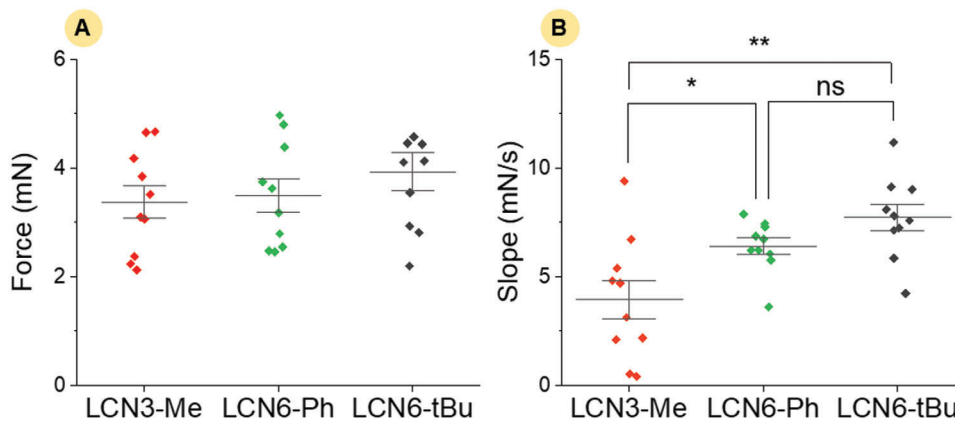 A
6
4
2
0
Force (mN)
LCN3-Me LCN6-Ph LCN6-tBu
B
15
10
5
0
Slope (mN/s)
**
*
ns
LCN3-Me LCN6-Ph LCN6-tBu